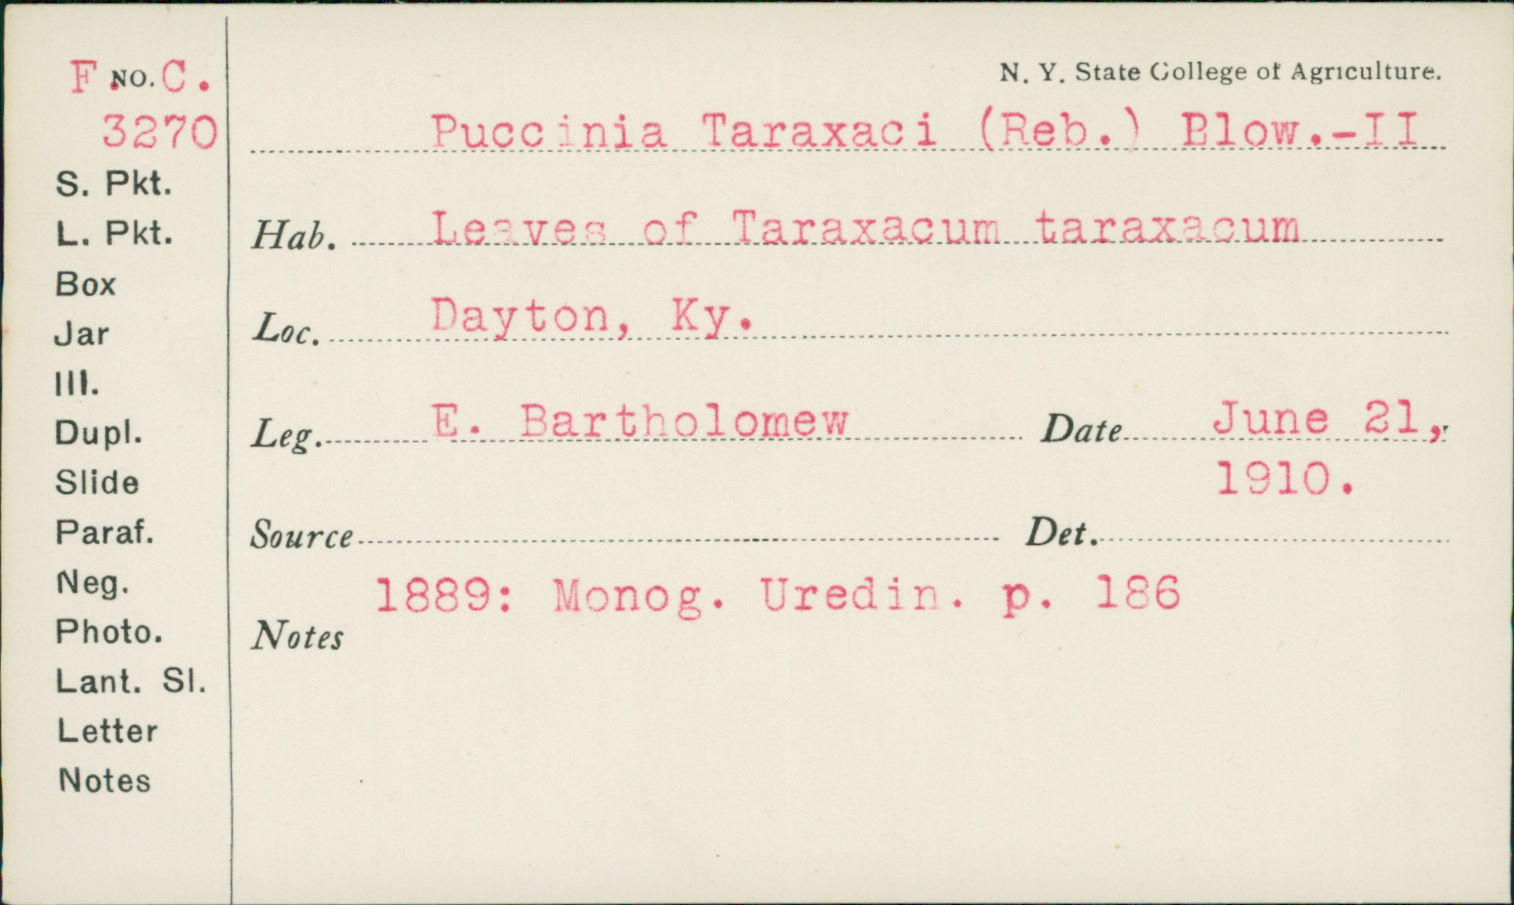 F NO. C.
3270
N. Y. State College of Agriculture.
Puccinia Taraxaci (Reb.) Plow.-II
S. Pkt.
L. Pkt.
Box
Jar
Ill.
Dupl.
Slide
Paraf.
Neg.
Photo.
Lant. Sl.
Letter
Notes
Hab. Leaves of Taraxacum taraxacum
Loc. Dayton, Ky.
Leg. E. Bartholomew Date June 21,
1910.
Source Det.
1889: Monog. Uredin. p. 186
Notes